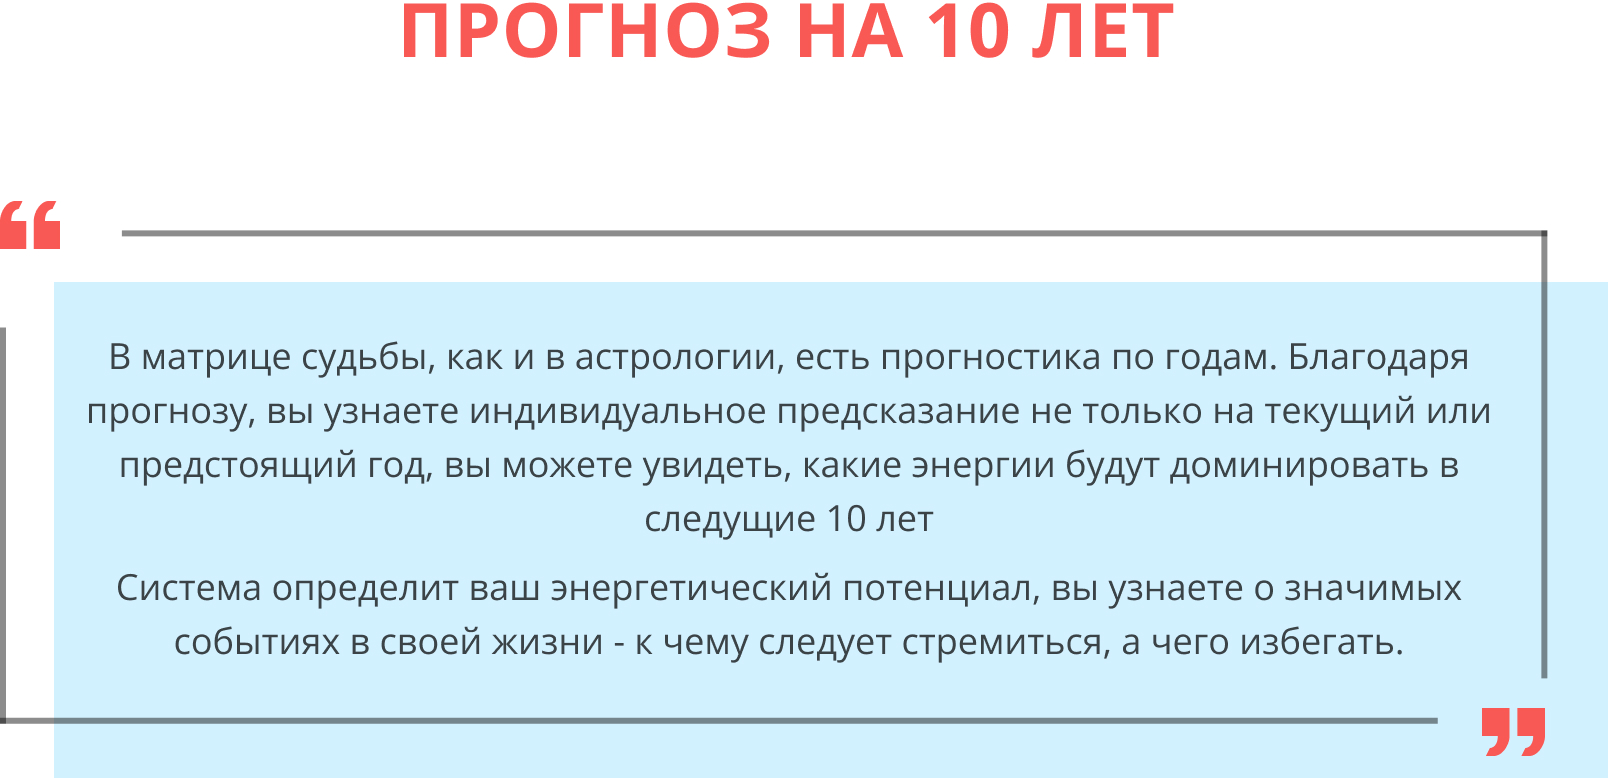 ПРОГНОЗ НА 10 ЛЕТ
В матрице судьбы, как и в астрологии, есть прогностика по годам. Благодаря
прогнозу, вы узнаете индивидуальное предсказание не только на текущий или
предстоящий год, вы можете увидеть, какие энергии будут доминировать в
следущие 10 лет
Система определит ваш энергетический потенциал, вы узнаете о значимых
событиях в своей жизни - к чему следует стремиться, а чего избегать.